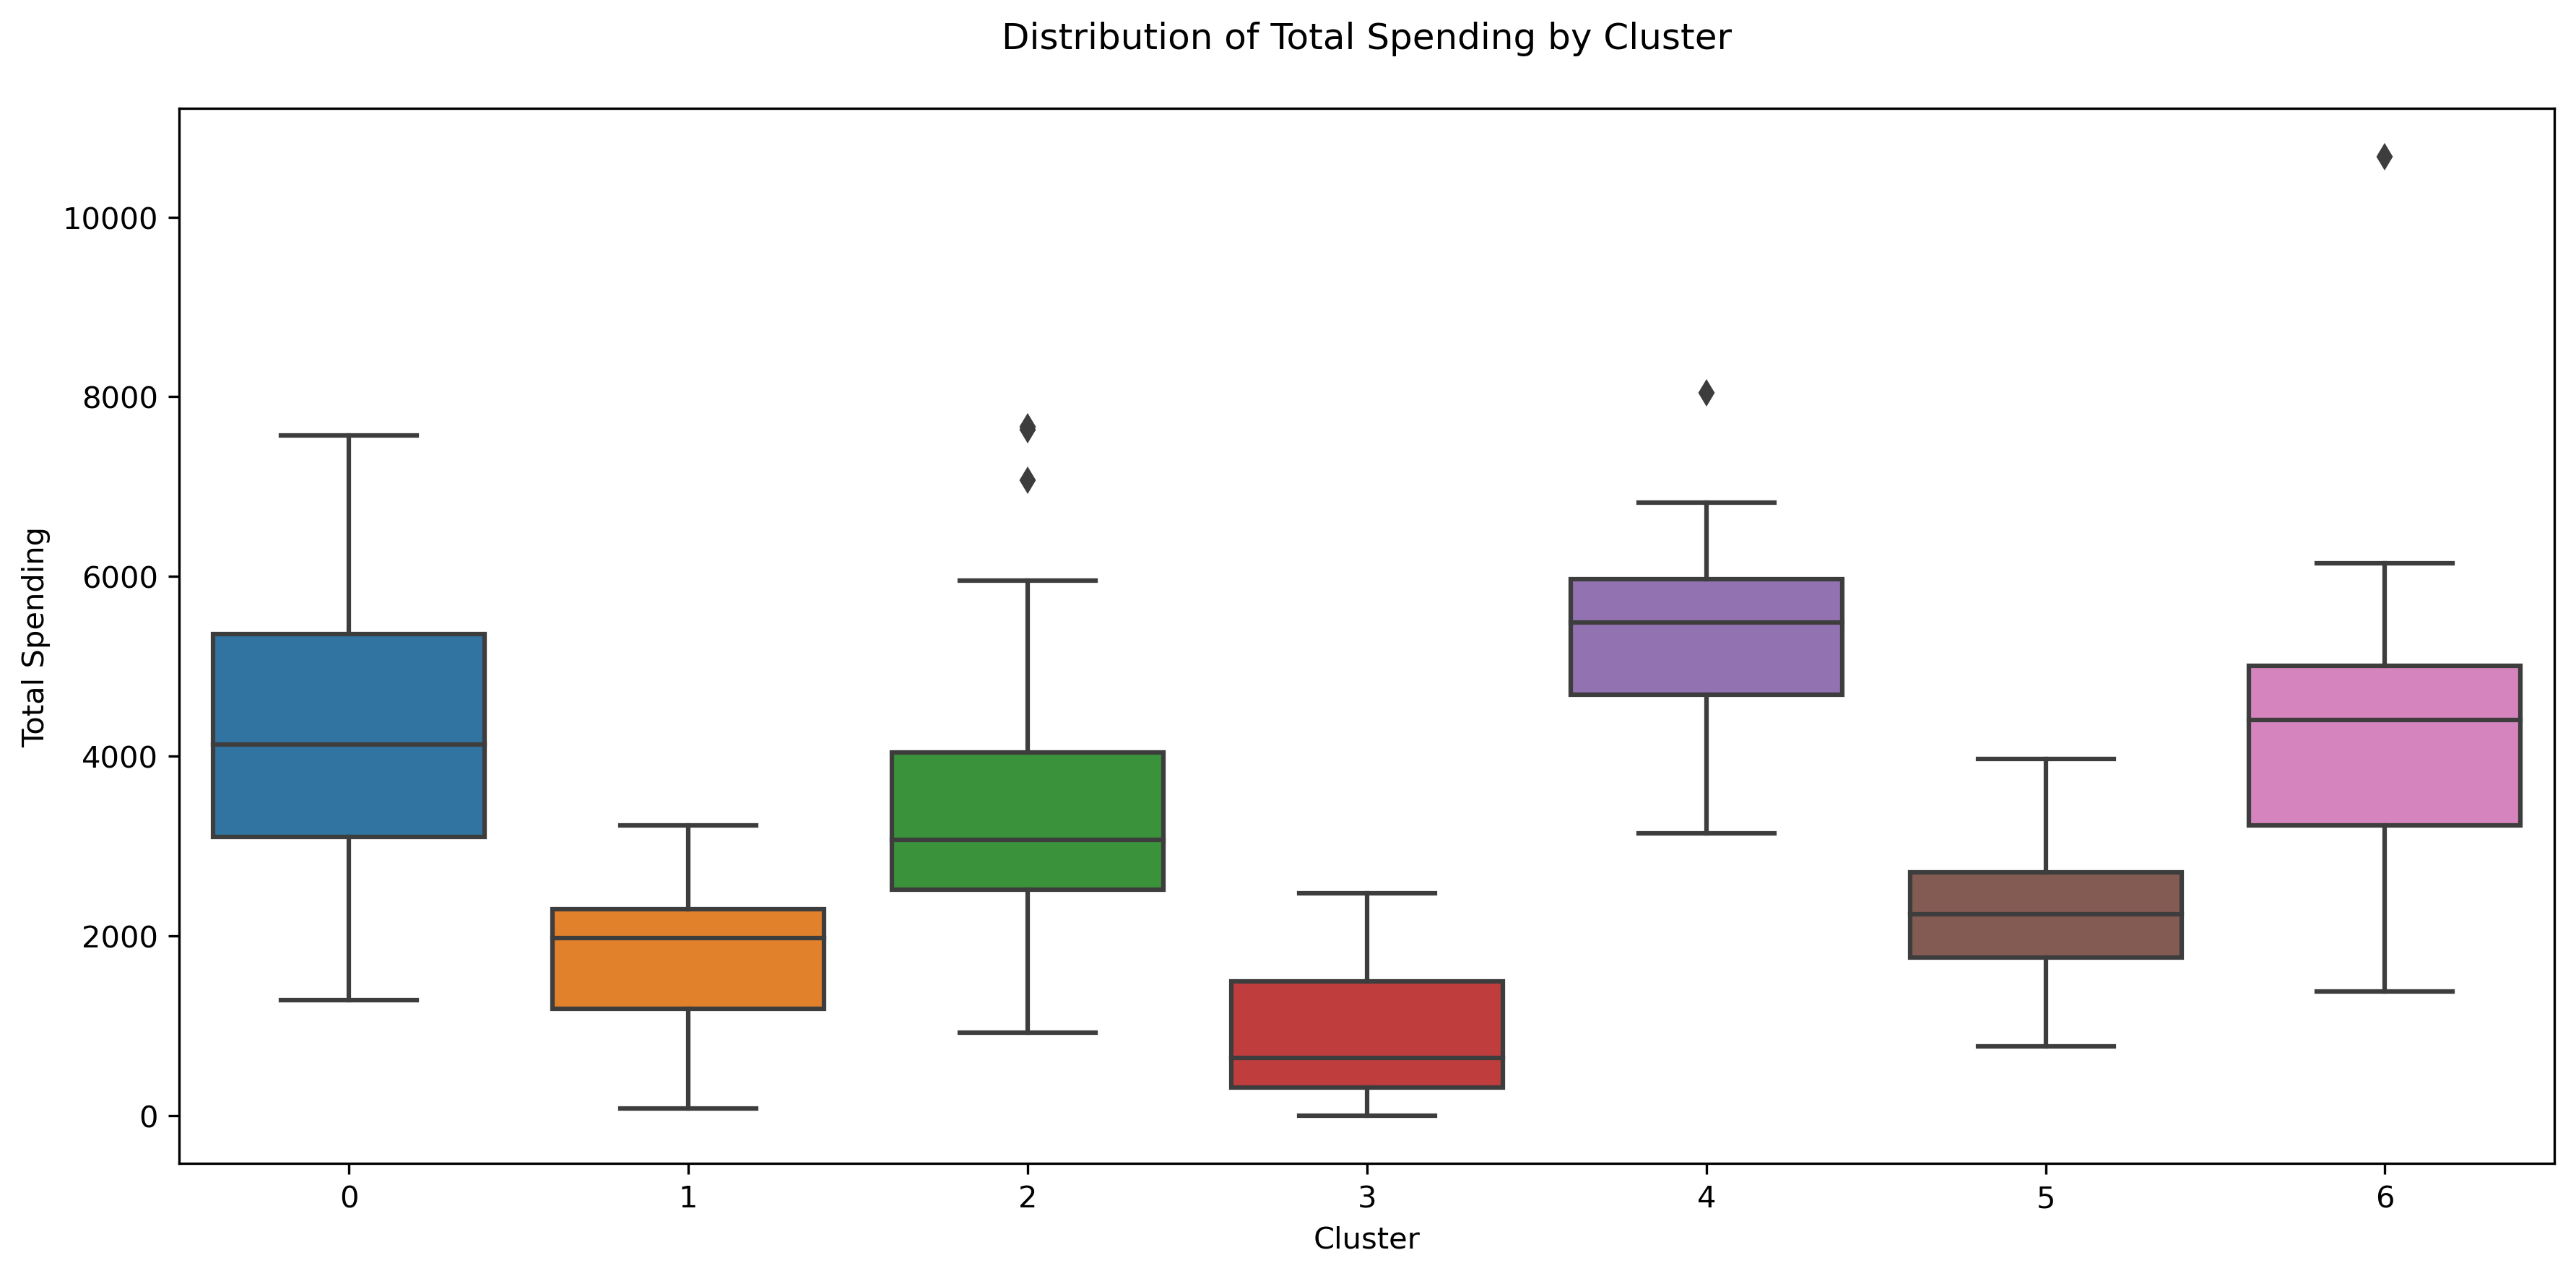 Distribution of Total Spending by Cluster
Total Spending
10000
8000
6000
4000
2000
0
0 1 2 3 4 5 6
Cluster